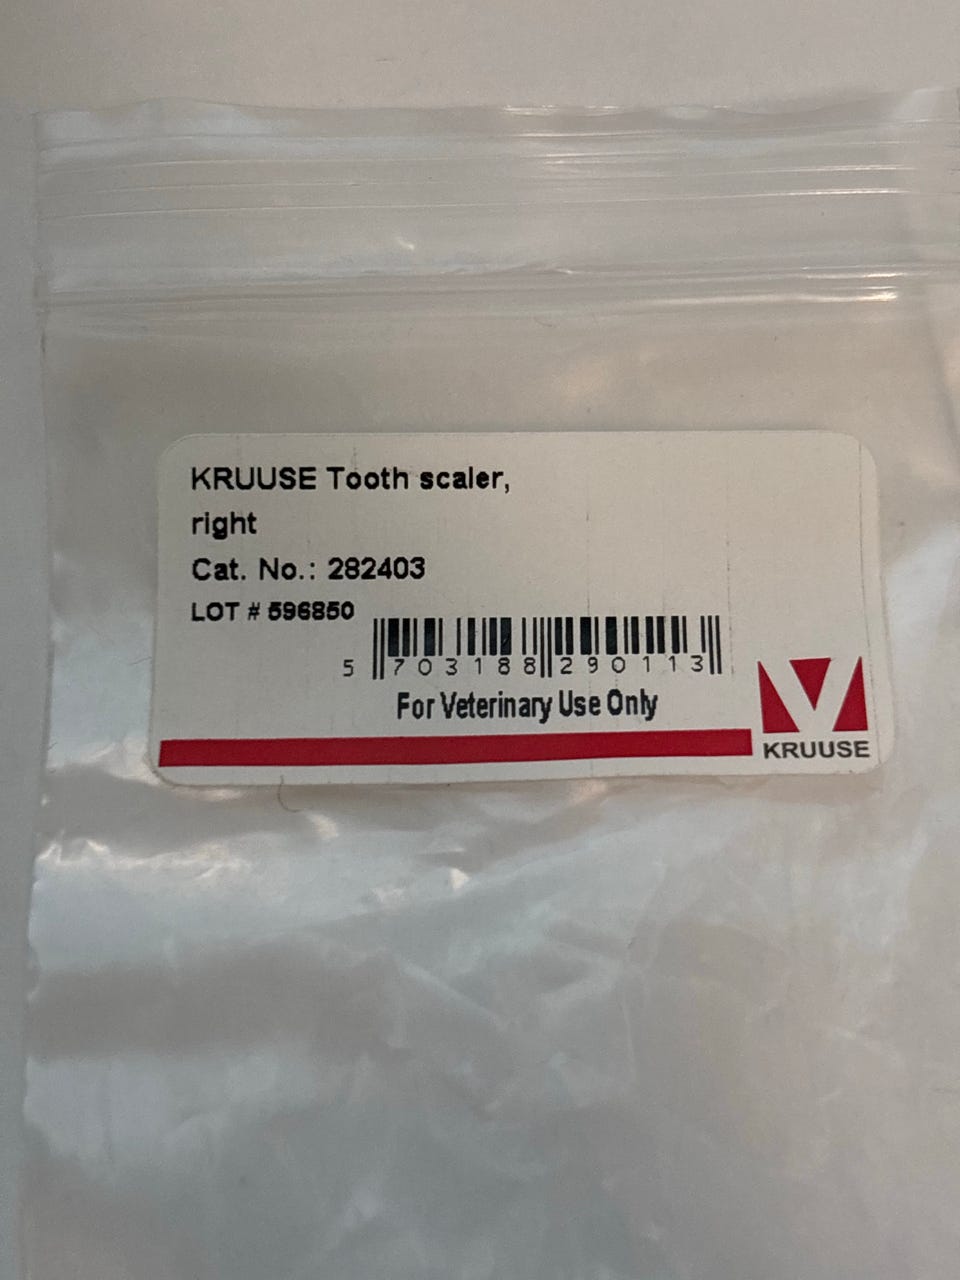 KRUUSE Tooth scaler,
right
Cat. No.: 282403
LOT # 596850
5 703188 290113
For Veterinary Use Only
KRUUSE